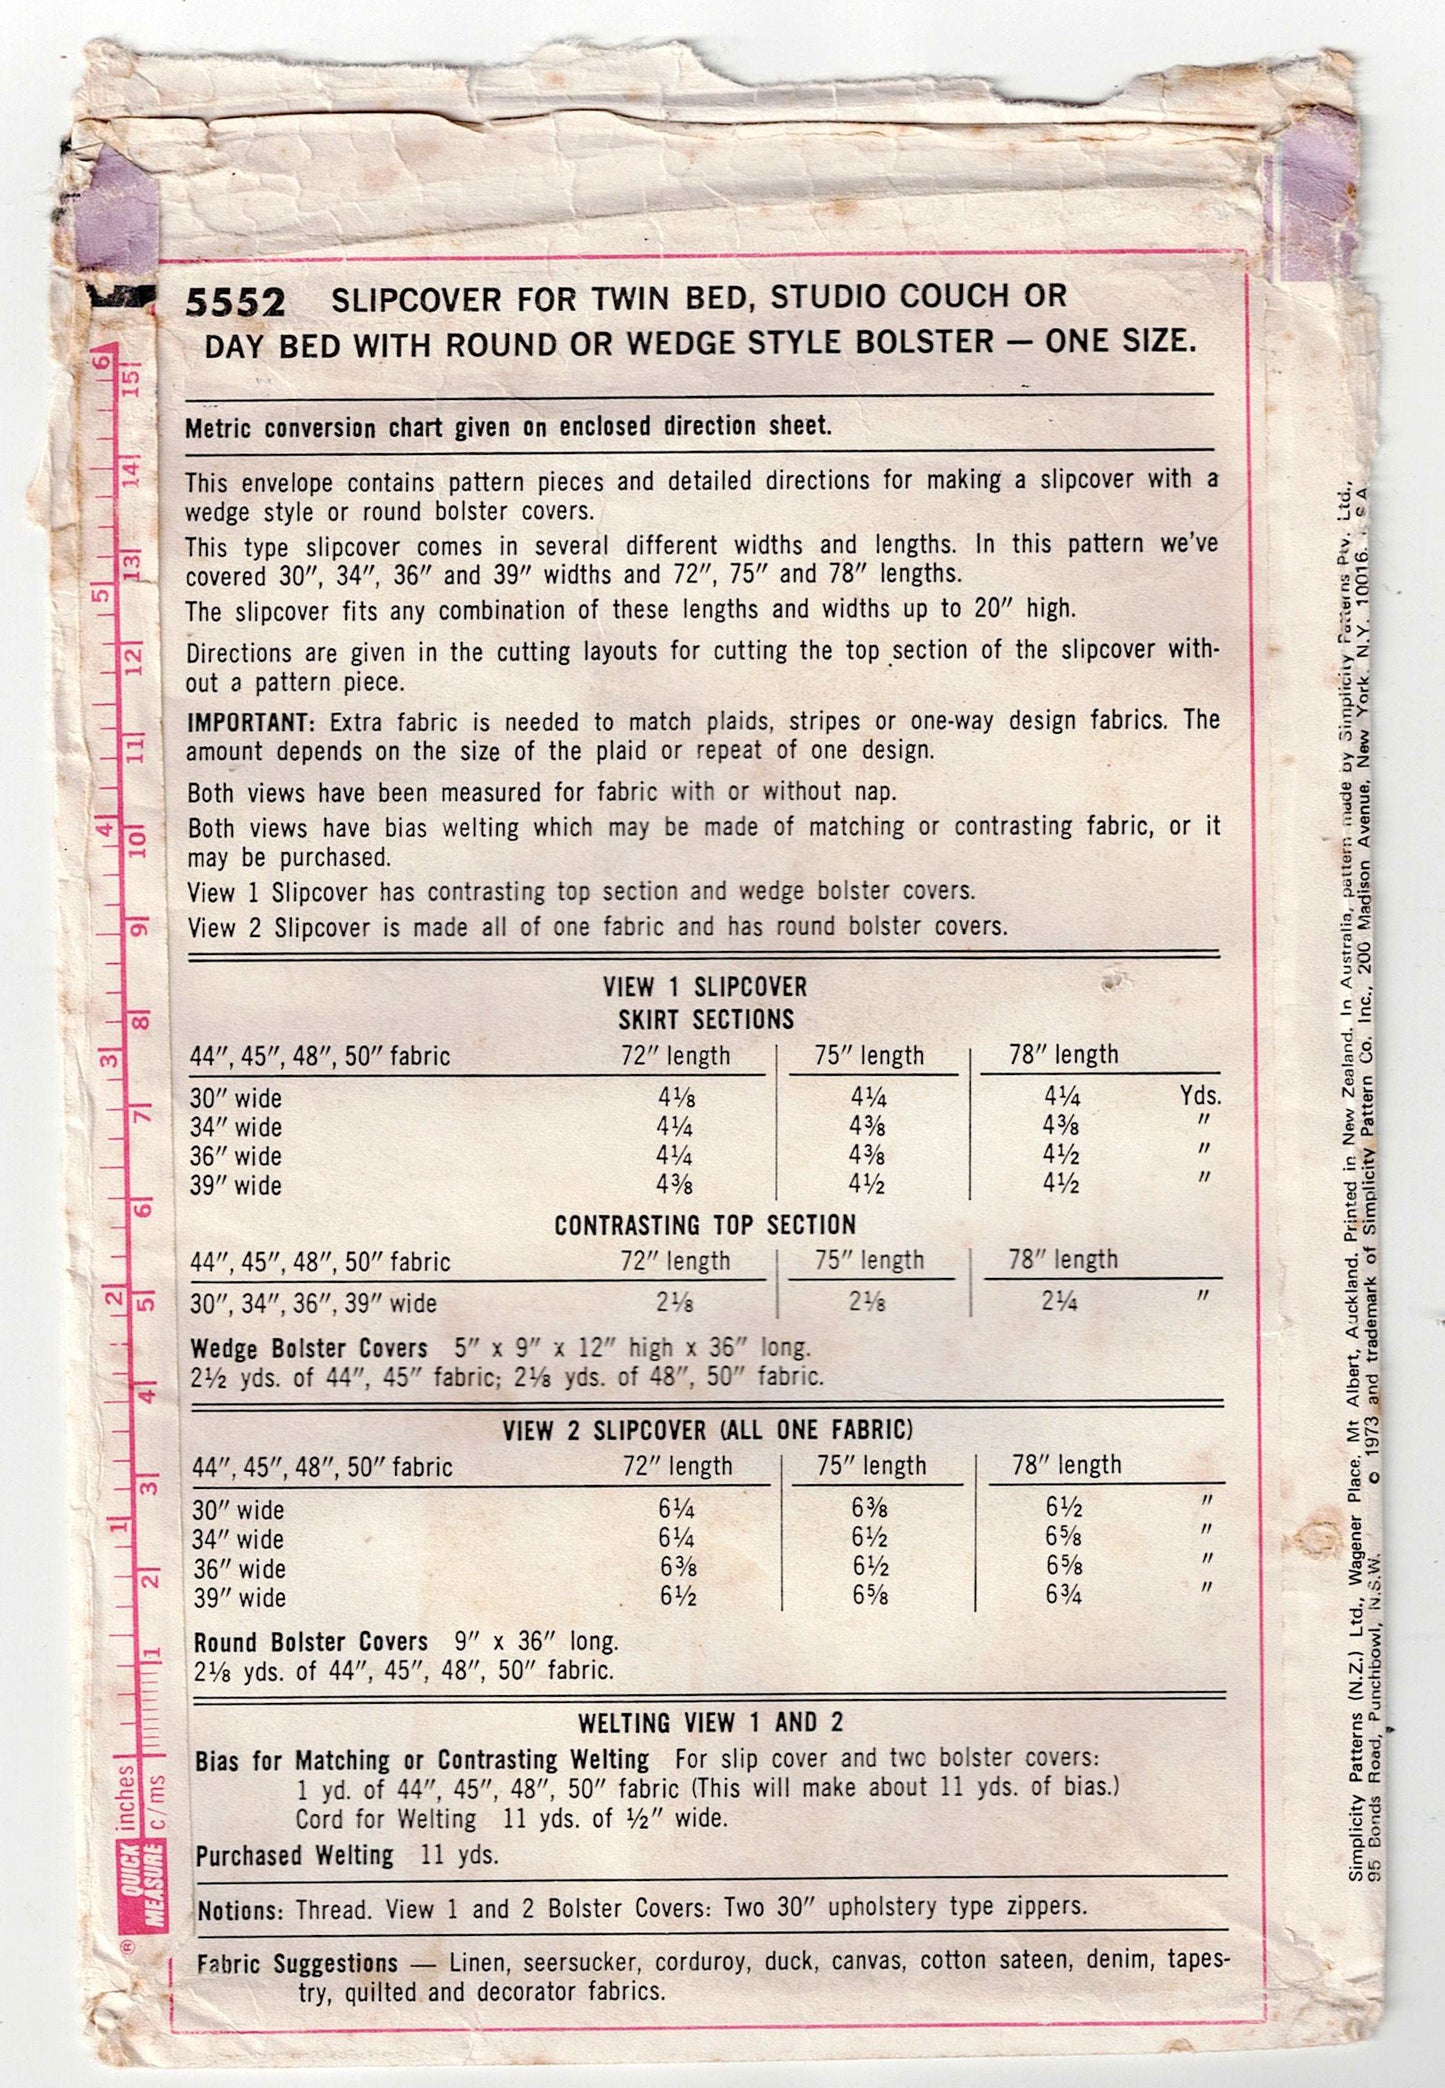 5552 SLIPCOVER FOR TWIN BED, STUDIO COUCH OR
DAY BED WITH ROUND OR WEDGE STYLE BOLSTER — ONE SIZE.
Metric conversion chart given on enclosed direction sheet.
This envelope contains pattern pieces and detailed directions for making a slipcover with a
wedge style or round bolster covers.
This type slipcover comes in several different widths and lengths. In this pattern we've
covered 30″, 34″, 36″ and 39″ widths and 72″, 75″ and 78″ lengths.
The slipcover fits any combination of these lengths and widths up to 20″ high.
Directions are given in the cutting layouts for cutting the top section of the slipcover with-
out a pattern piece.
IMPORTANT: Extra fabric is needed to match plaids, stripes or one-way design fabrics. The
amount depends on the size of the plaid or repeat of one design.
Both views have been measured for fabric with or without nap.
Both views have bias welting which may be made of matching or contrasting fabric, or it
may be purchased.
View 1 Slipcover has contrasting top section and wedge bolster covers.
View 2 Slipcover is made all of one fabric and has round bolster covers.
VIEW 1 SLIPCOVER
SKIRT SECTIONS
44″, 45″, 48″, 50″ fabric 72″ length 75″ length 78″ length
30″ wide 4⅛ 4¼ 4¼ Yds.
34″ wide 4¼ 4⅜ 4⅜ ″
36″ wide 4¼ 4⅜ 4½ ″
39″ wide 4⅜ 4½ 4½ ″
CONTRASTING TOP SECTION
44″, 45″, 48″, 50″ fabric 72″ length 75″ length 78″ length
30″, 34″, 36″, 39″ wide 2⅛ 2⅛ 2¼ ″
Wedge Bolster Covers 5″ x 9″ x 12″ high x 36″ long.
2½ yds. of 44″, 45″ fabric; 2⅛ yds. of 48″, 50″ fabric.
VIEW 2 SLIPCOVER (ALL ONE FABRIC)
44″, 45″, 48″, 50″ fabric 72″ length 75″ length 78″ length
30″ wide 6¼ 6⅜ 6½ ″
34″ wide 6¼ 6½ 6⅝ ″
36″ wide 6⅜ 6½ 6⅝ ″
39″ wide 6½ 6⅝ 6¾ ″
Round Bolster Covers 9″ x 36″ long.
2⅛ yds. of 44″, 45″, 48″, 50″ fabric.
WELTING VIEW 1 AND 2
Bias for Matching or Contrasting Welting For slip cover and two bolster covers:
1 yd. of 44″, 45″, 48″, 50″ fabric (This will make about 11 yds. of bias.)
Cord for Welting 11 yds. of ½″ wide.
Purchased Welting 11 yds.
Notions: Thread. View 1 and 2 Bolster Covers: Two 30″ upholstery type zippers.
Fabric Suggestions — Linen, seersucker, corduroy, duck, canvas, cotton sateen, denim, tapes-
try, quilted and decorator fabrics.
QUICK inches
MEASURE c/ms
®
1 2 3 4 5 6
1 2 3 4 5 6 7 8 9 10 11 12 13 14 15
Simplicity Patterns (N.Z.) Ltd., Wagener Place, Mt Albert, Auckland. Printed in New Zealand. In Australia, pattern made by Simplicity Patterns Pty. Ltd.,
95 Bonds Road, Punchbowl, N.S.W. © 1973 and trademark of Simplicity Pattern Co. Inc., 200 Madison Avenue, New York, N.Y. 10016.